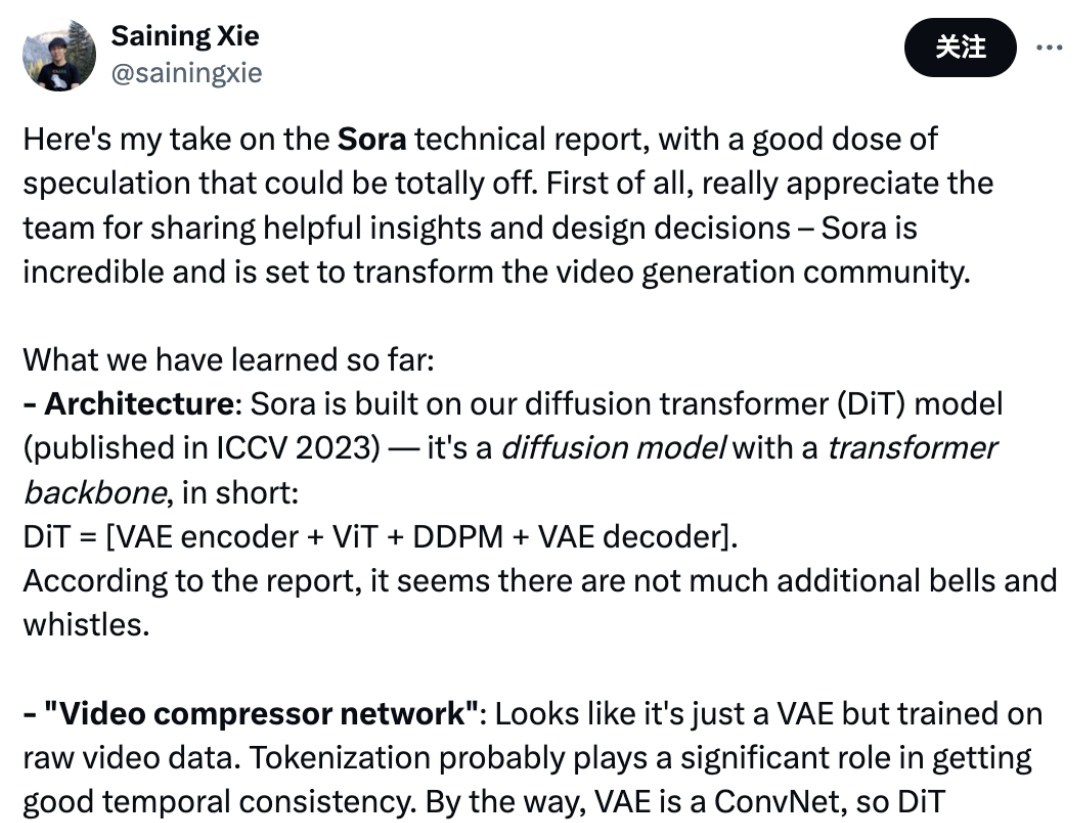 Saining Xie
@sainingxie
关注
Here's my take on the Sora technical report, with a good dose of
speculation that could be totally off. First of all, really appreciate the
team for sharing helpful insights and design decisions – Sora is
incredible and is set to transform the video generation community.
What we have learned so far:
- Architecture: Sora is built on our diffusion transformer (DiT) model
(published in ICCV 2023) — it's a diffusion model with a transformer
backbone, in short:
DiT = [VAE encoder + ViT + DDPM + VAE decoder].
According to the report, it seems there are not much additional bells and
whistles.
- "Video compressor network": Looks like it's just a VAE but trained on
raw video data. Tokenization probably plays a significant role in getting
good temporal consistency. By the way, VAE is a ConvNet, so DiT